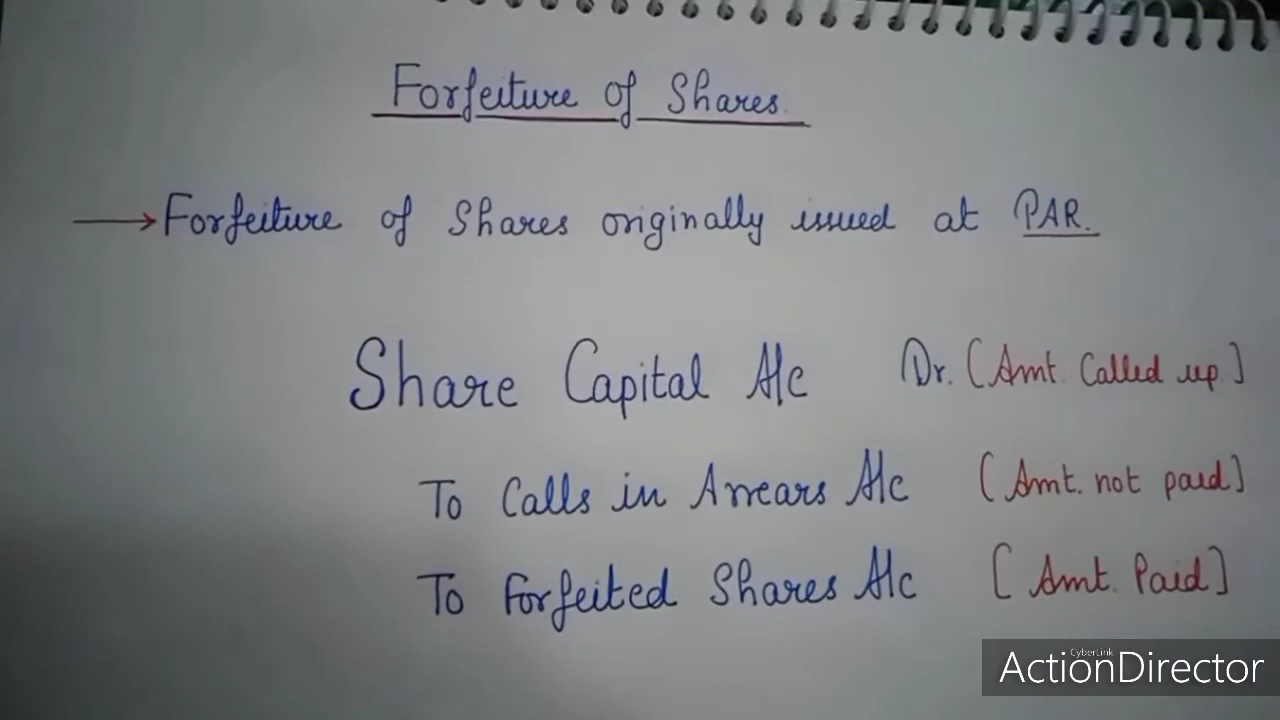 Forfeiture of Shares
→ Forfeiture of Shares originally issued at PAR.
Share Capital A/c Dr. [Amt. Called up.]
To Calls in Arrears A/c [Amt. not paid]
To Forfeited Shares A/c [Amt. Paid]
CyberLink
ActionDirector